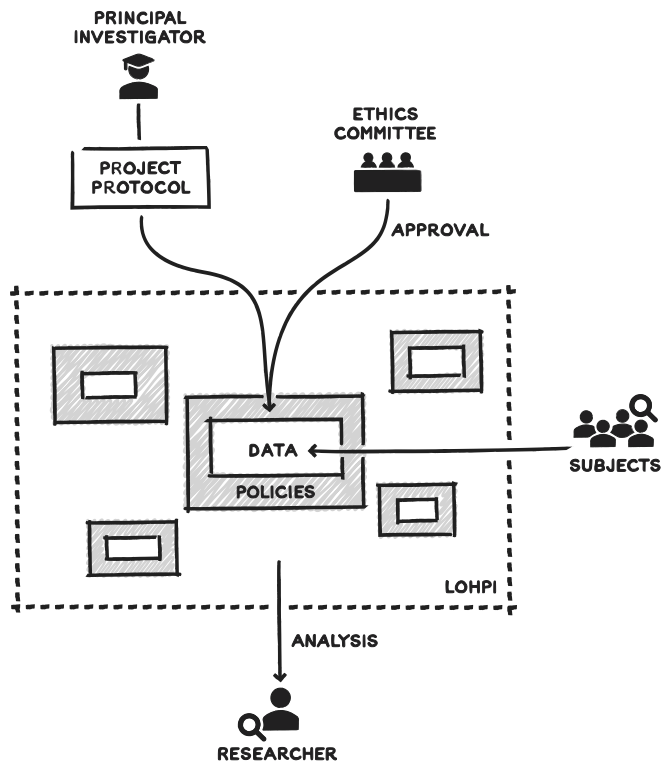 PRINCIPAL
INVESTIGATOR
PROJECT
PROTOCOL
ETHICS
COMMITTEE
APPROVAL
DATA
POLICIES
SUBJECTS
LOHPI
ANALYSIS
RESEARCHER